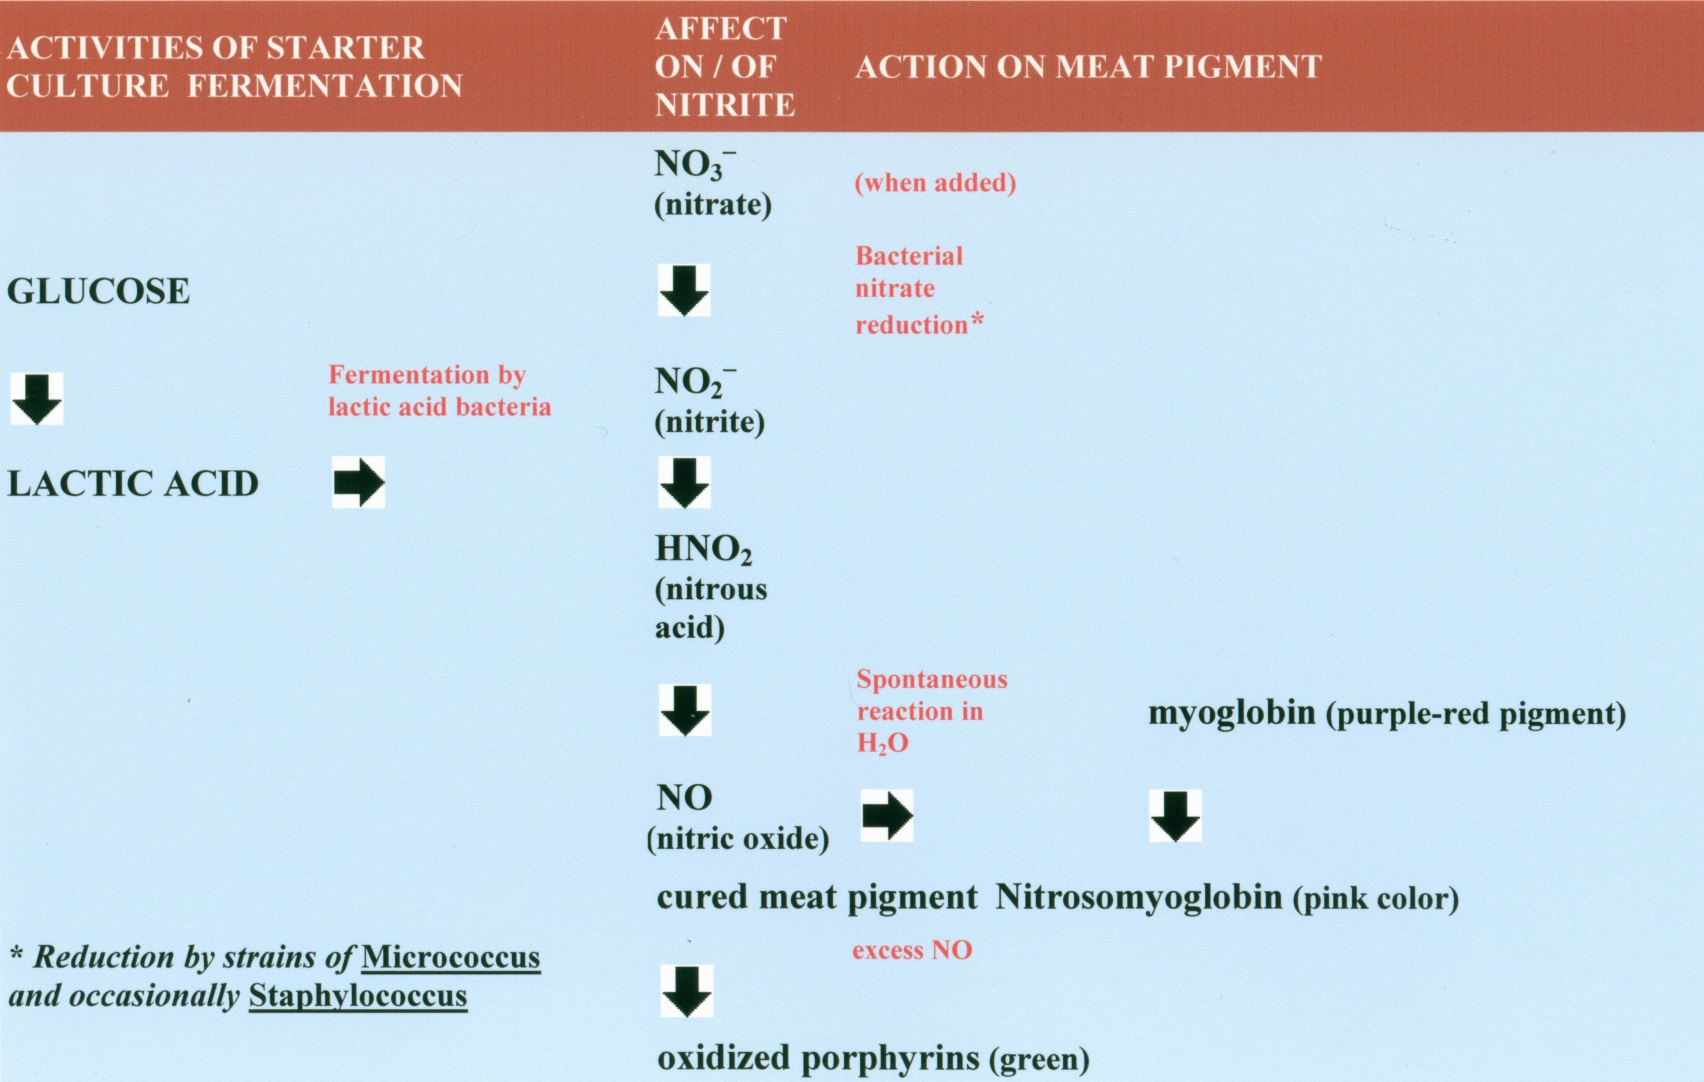 ACTIVITIES OF STARTER
CULTURE FERMENTATION
AFFECT
ON / OF
NITRITE
ACTION ON MEAT PIGMENT
NO₃⁻
(nitrate)
(when added)
GLUCOSE
Bacterial
nitrate
reduction*
Fermentation by
lactic acid bacteria
NO₂⁻
(nitrite)
LACTIC ACID
HNO₂
(nitrous
acid)
Spontaneous
reaction in
H₂O
myoglobin (purple-red pigment)
NO
(nitric oxide)
cured meat pigment Nitrosomyoglobin (pink color)
* Reduction by strains of Micrococcus
and occasionally Staphylococcus
excess NO
oxidized porphyrins (green)